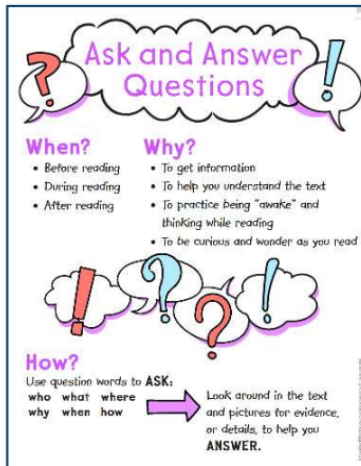 Ask and Answer
Questions
When?
• Before reading
• During reading
• After reading
Why?
• To get information
• To help you understand the text
• To practice being "awake" and
thinking while reading
• To be curious and wonder as you read
How?
Use question words to ASK:
who what where
why when how
Look around in the text
and pictures for evidence,
or details, to help you
ANSWER.